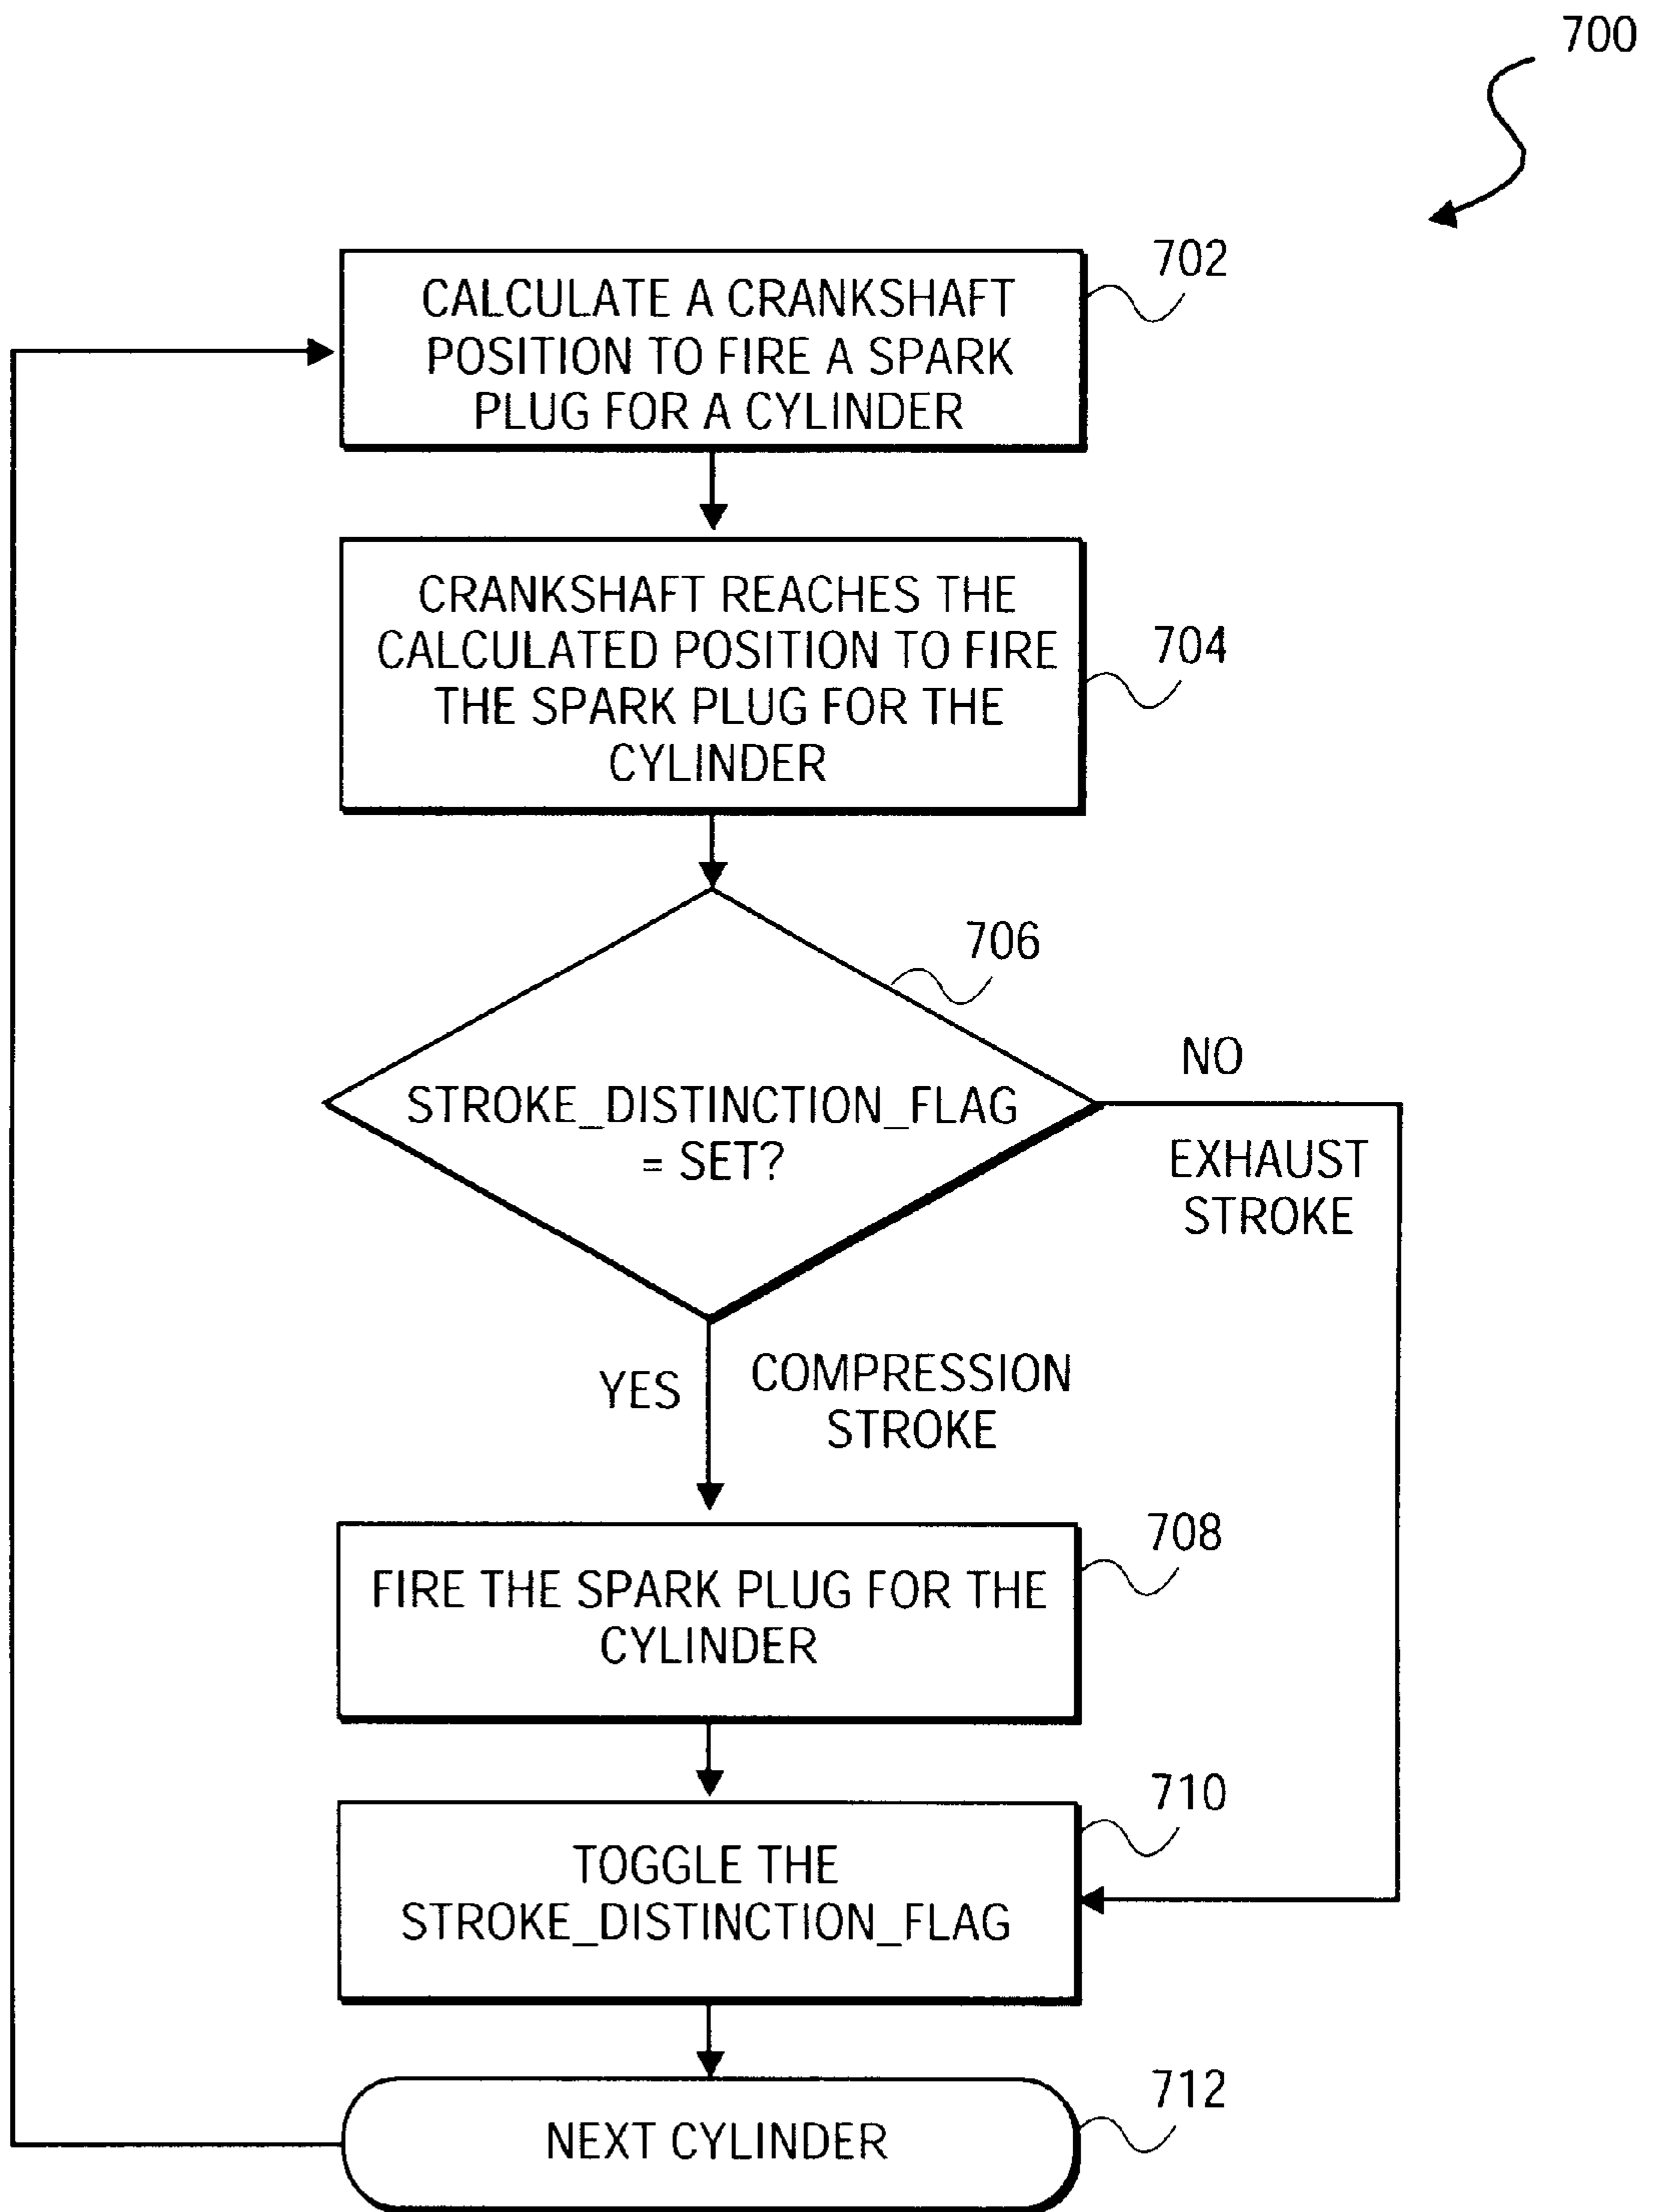 700
702
CALCULATE A CRANKSHAFT
POSITION TO FIRE A SPARK
PLUG FOR A CYLINDER
704
CRANKSHAFT REACHES THE
CALCULATED POSITION TO FIRE
THE SPARK PLUG FOR THE
CYLINDER
706
STROKE_DISTINCTION_FLAG
= SET?
NO
EXHAUST
STROKE
YES
COMPRESSION
STROKE
708
FIRE THE SPARK PLUG FOR THE
CYLINDER
710
TOGGLE THE
STROKE_DISTINCTION_FLAG
712
NEXT CYLINDER